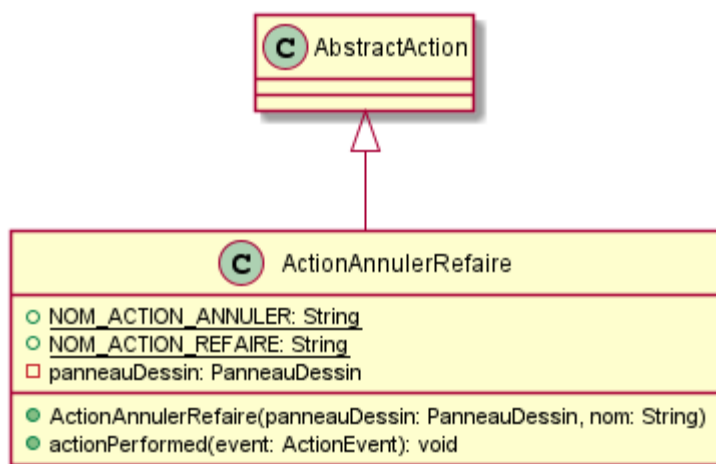 C AbstractAction
C ActionAnnulerRefaire
NOM_ACTION_ANNULER: String
NOM_ACTION_REFAIRE: String
panneauDessin: PanneauDessin
ActionAnnulerRefaire(panneauDessin: PanneauDessin, nom: String)
actionPerformed(event: ActionEvent): void